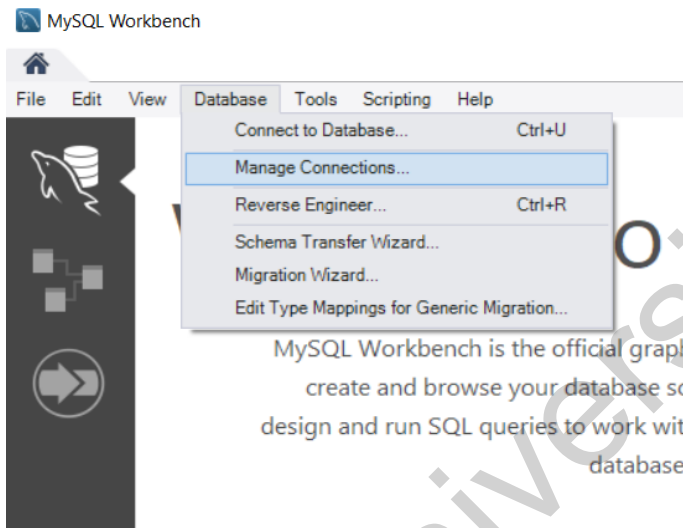 MySQL Workbench
File Edit View Database Tools Scripting Help
Connect to Database... Ctrl+U
Manage Connections...
Reverse Engineer... Ctrl+R
Schema Transfer Wizard...
Migration Wizard...
Edit Type Mappings for Generic Migration...
MySQL Workbench is the official grap
create and browse your database sc
design and run SQL queries to work wit
database